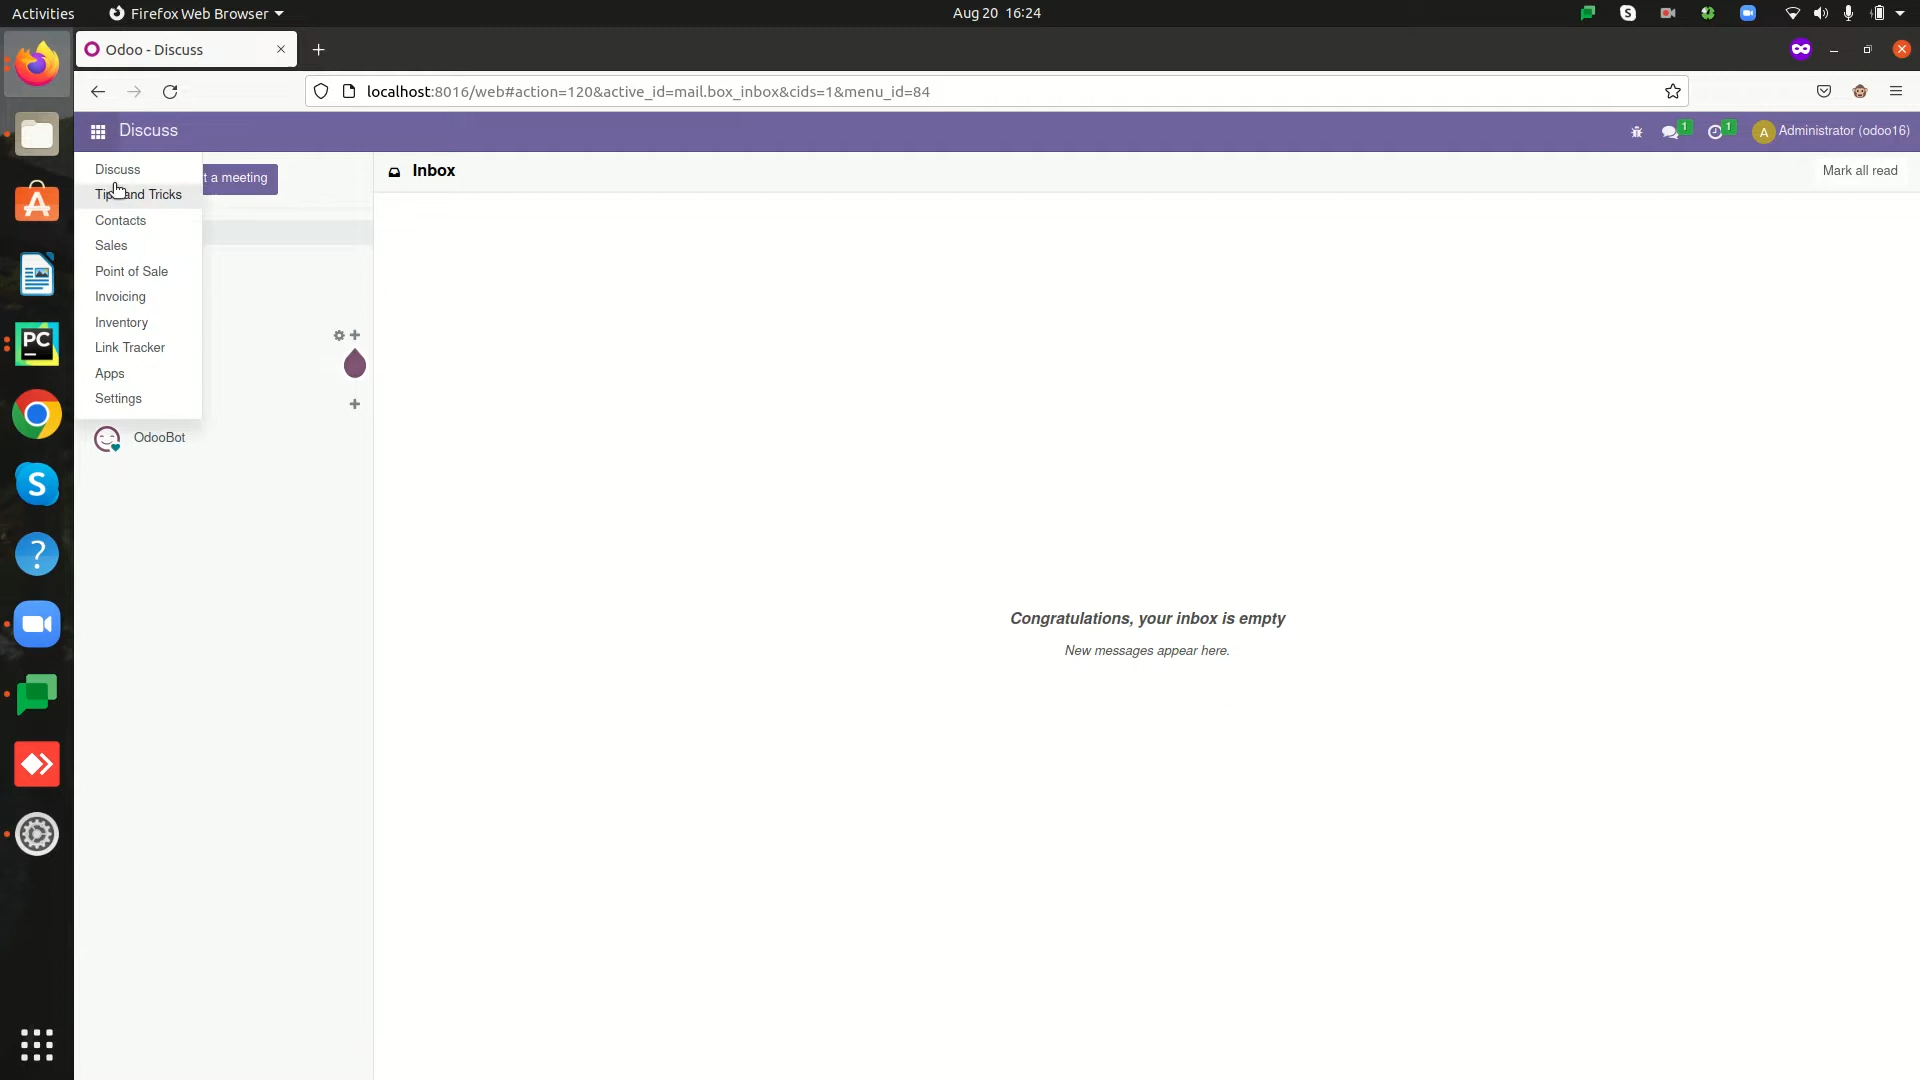 Activities
Firefox Web Browser
Aug 20 16:24
Odoo - Discuss
localhost:8016/web#action=120&active_id=mail.box_inbox&cids=1&menu_id=84
Discuss
1
1
A
Administrator (odoo16)
Discuss
t a meeting
Inbox
Mark all read
Tips and Tricks
Contacts
Sales
Point of Sale
Invoicing
Inventory
Link Tracker
Apps
Settings
OdooBot
Congratulations, your inbox is empty
New messages appear here.
PC
S
?